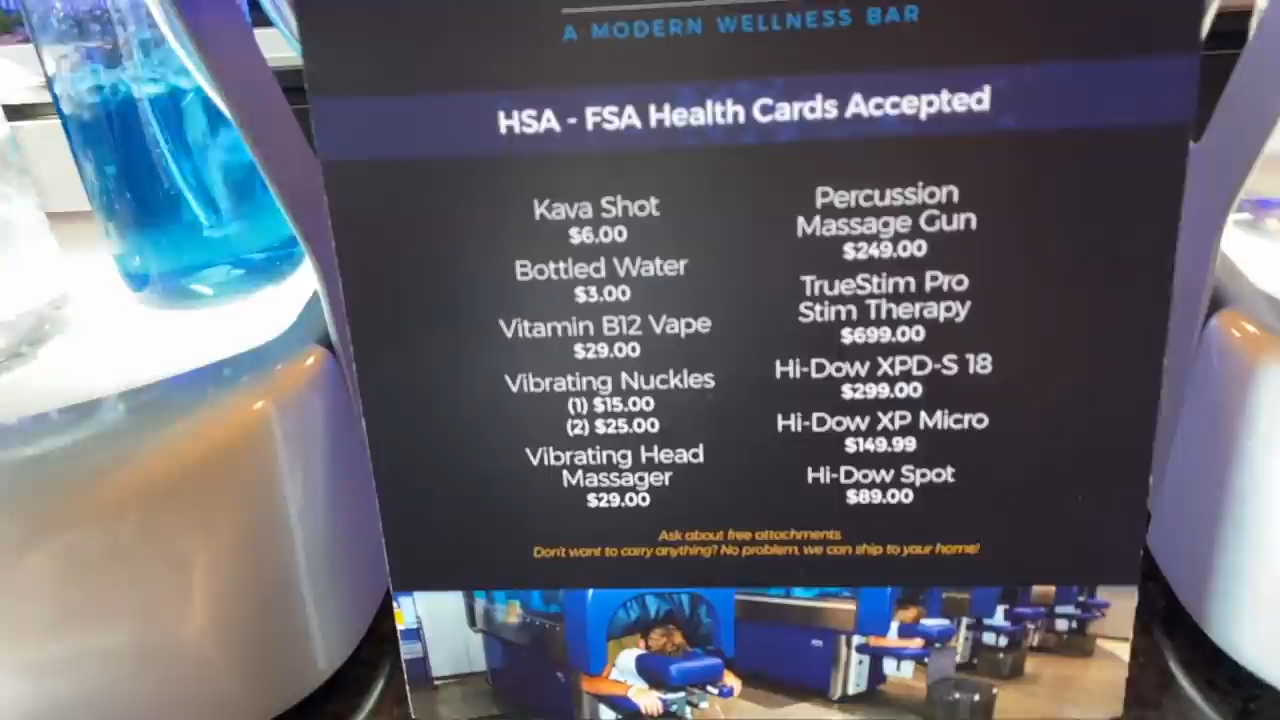 A MODERN WELLNESS BAR
HSA - FSA Health Cards Accepted
Kava Shot
$6.00
Bottled Water
$3.00
Vitamin B12 Vape
$29.00
Vibrating Nuckles
(1) $15.00
(2) $25.00
Vibrating Head
Massager
$29.00
Percussion
Massage Gun
$249.00
TrueStim Pro
Stim Therapy
$699.00
Hi-Dow XPD-S 18
$299.00
Hi-Dow XP Micro
$149.99
Hi-Dow Spot
$89.00
Ask about free attachments
Don't want to carry anything? No problem, we can ship to your home!